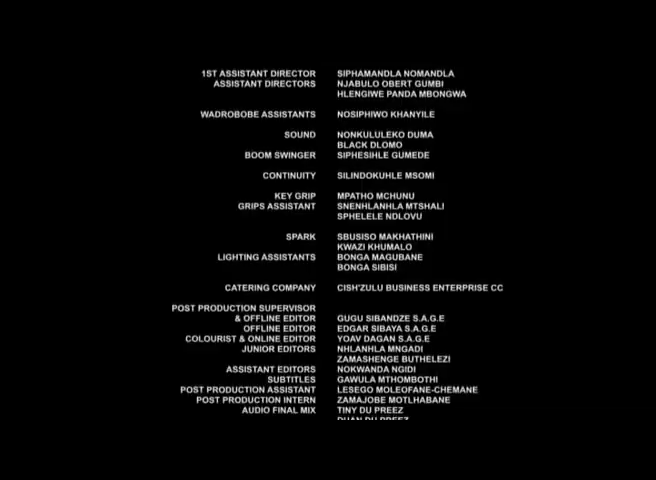 1ST ASSISTANT DIRECTOR SIPHAMANDLA NOMANDLA
ASSISTANT DIRECTORS NJABULO OBERT GUMBI
HLENGIWE PANDA MBONGWA
WADROBOBE ASSISTANTS NOSIPHIWO KHANYILE
SOUND NONKULULEKO DUMA
BLACK DLOMO
BOOM SWINGER SIPHESIHLE GUMEDE
CONTINUITY SILINDOKUHLE MSOMI
KEY GRIP MPATHO MCHUNU
GRIPS ASSISTANT SNENHLANHLA MTSHALI
SPHELELE NDLOVU
SPARK SBUSISO MAKHATHINI
KWAZI KHUMALO
LIGHTING ASSISTANTS BONGA MAGUBANE
BONGA SIBISI
CATERING COMPANY CISH'ZULU BUSINESS ENTERPRISE CC
POST PRODUCTION SUPERVISOR
& OFFLINE EDITOR GUGU SIBANDZE S.A.G.E
OFFLINE EDITOR EDGAR SIBAYA S.A.G.E
COLOURIST & ONLINE EDITOR YOAV DAGAN S.A.G.E
JUNIOR EDITORS NHLANHLA MNGADI
ZAMASHENGE BUTHELEZI
ASSISTANT EDITORS NOKWANDA NGIDI
SUBTITLES GAWULA MTHOMBOTHI
POST PRODUCTION ASSISTANT LESEGO MOLEOFANE-CHEMANE
POST PRODUCTION INTERN ZAMAJOBE MOTLHABANE
AUDIO FINAL MIX TINY DU PREEZ
DU PREEZ